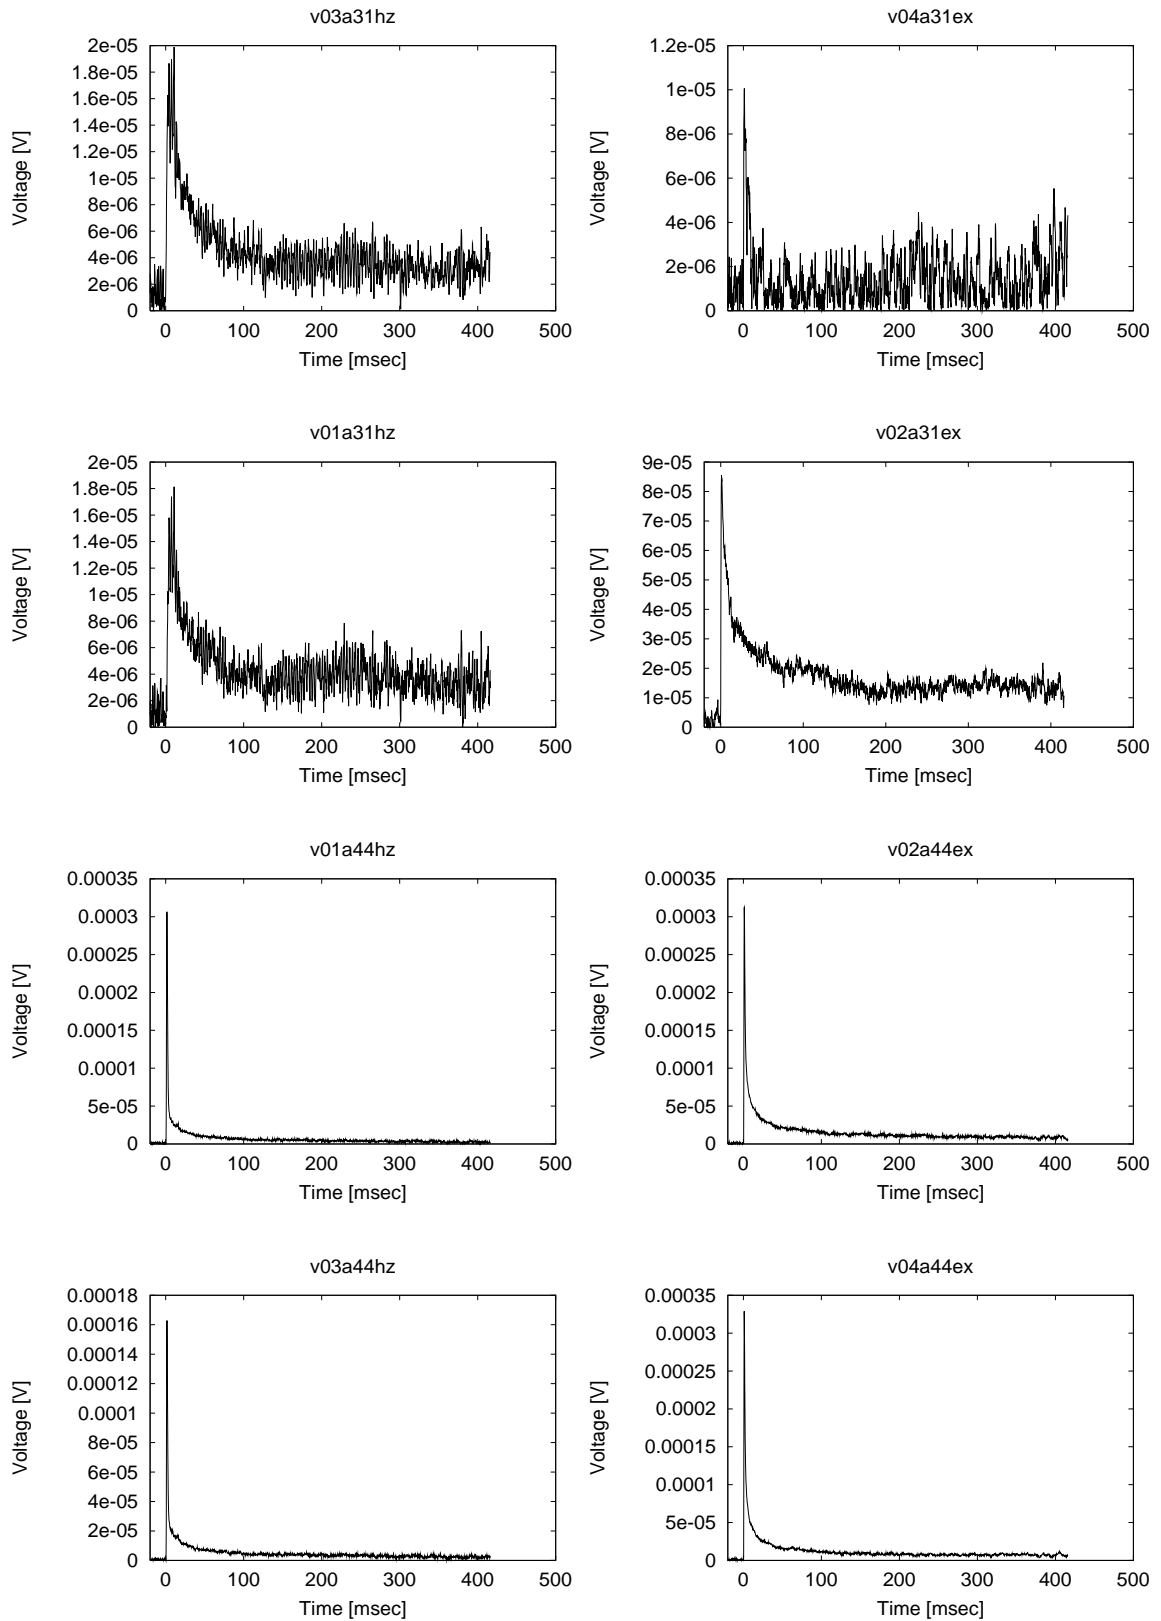 v03a31hz
Voltage [V]
2e-05
1.8e-05
1.6e-05
1.4e-05
1.2e-05
1e-05
8e-06
6e-06
4e-06
2e-06
0
0 100 200 300 400 500
Time [msec]
v04a31ex
Voltage [V]
1.2e-05
1e-05
8e-06
6e-06
4e-06
2e-06
0
0 100 200 300 400 500
Time [msec]
v01a31hz
Voltage [V]
2e-05
1.8e-05
1.6e-05
1.4e-05
1.2e-05
1e-05
8e-06
6e-06
4e-06
2e-06
0
0 100 200 300 400 500
Time [msec]
v02a31ex
Voltage [V]
9e-05
8e-05
7e-05
6e-05
5e-05
4e-05
3e-05
2e-05
1e-05
0
0 100 200 300 400 500
Time [msec]
v01a44hz
Voltage [V]
0.00035
0.0003
0.00025
0.0002
0.00015
0.0001
5e-05
0
0 100 200 300 400 500
Time [msec]
v02a44ex
Voltage [V]
0.00035
0.0003
0.00025
0.0002
0.00015
0.0001
5e-05
0
0 100 200 300 400 500
Time [msec]
v03a44hz
Voltage [V]
0.00018
0.00016
0.00014
0.00012
0.0001
8e-05
6e-05
4e-05
2e-05
0
0 100 200 300 400 500
Time [msec]
v04a44ex
Voltage [V]
0.00035
0.0003
0.00025
0.0002
0.00015
0.0001
5e-05
0
0 100 200 300 400 500
Time [msec]